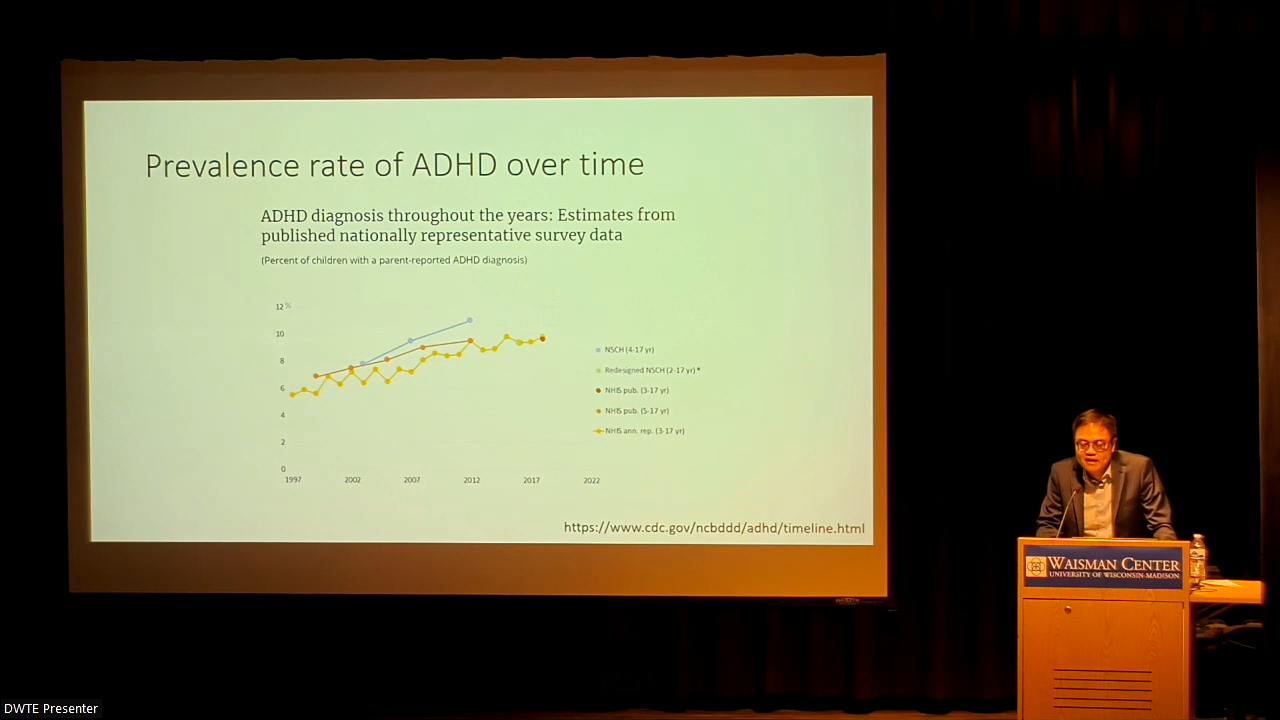 Prevalence rate of ADHD over time
ADHD diagnosis throughout the years: Estimates from
published nationally representative survey data
(Percent of children with a parent-reported ADHD diagnosis)
12 %
10
8
6
4
2
0
1997 2002 2007 2012 2017 2022
NSCH (4-17 yr)
Redesigned NSCH (2-17 yr) *
NHIS pub. (3-17 yr)
NHIS pub. (5-17 yr)
NHIS ann. rep. (3-17 yr)
https://www.cdc.gov/ncbddd/adhd/timeline.html
WAISMAN CENTER
UNIVERSITY OF WISCONSIN-MADISON
DWTE Presenter